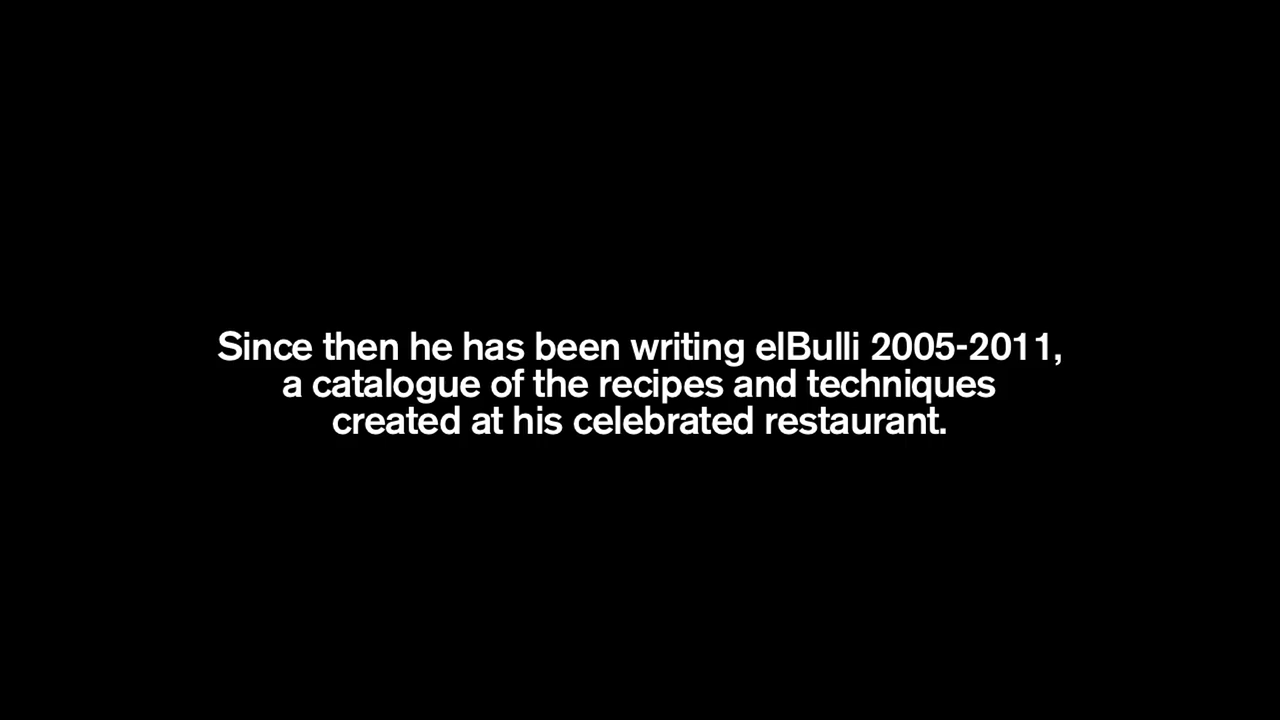 Since then he has been writing elBulli 2005-2011,
a catalogue of the recipes and techniques
created at his celebrated restaurant.